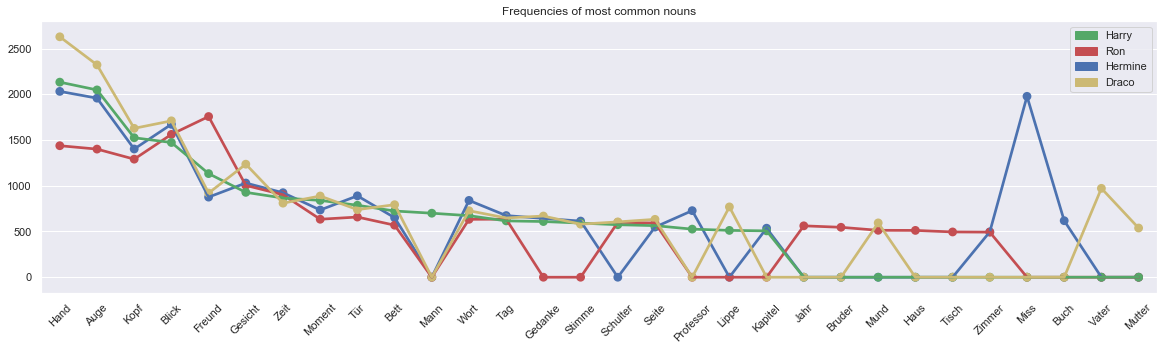 Frequencies of most common nouns
Harry
Ron
Hermine
Draco
2500
2000
1500
1000
500
0
Hand
Auge
Kopf
Blick
Freund
Gesicht
Zeit
Moment
Tür
Bett
Mann
Wort
Tag
Gedanke
Stimme
Schulter
Seite
Professor
Lippe
Kapitel
Jahr
Bruder
Mund
Haus
Tisch
Zimmer
Miss
Buch
Vater
Mutter